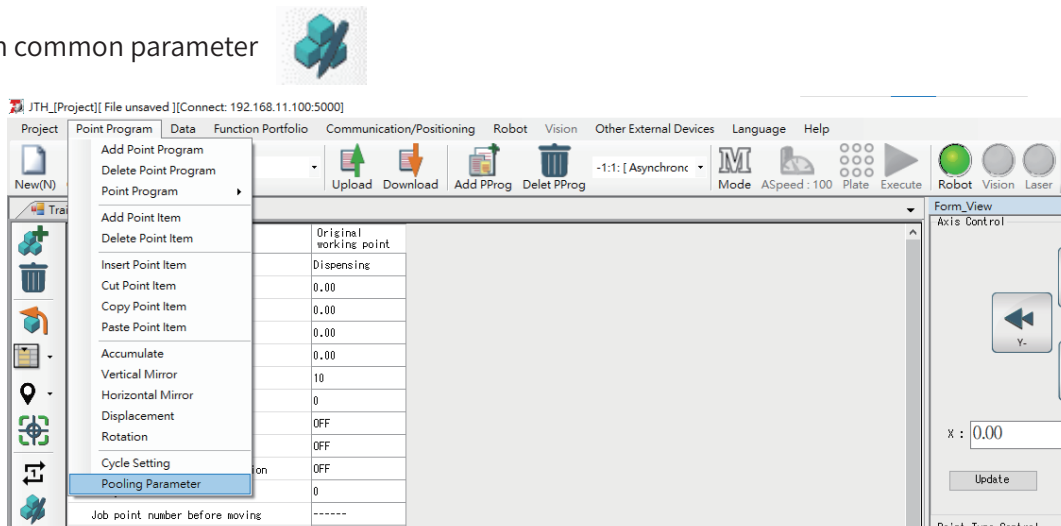 common parameter
JTH_[Project][ File unsaved ][Connect: 192.168.11.100:5000]
Project Point Program Data Function Portfolio Communication/Positioning Robot Vision Other External Devices Language Help
New(N) Upload Download Add PProg Delet PProg -1:1: [ Asynchronc Mode ASpeed : 100 Plate Execute Robot Vision Laser
Add Point Program
Delete Point Program
Point Program
Add Point Item
Delete Point Item
Insert Point Item
Cut Point Item
Copy Point Item
Paste Point Item
Accumulate
Vertical Mirror
Horizontal Mirror
Displacement
Rotation
Cycle Setting
Pooling Parameter
Trai
Original
working point
Dispensing
0.00
0.00
0.00
0.00
10
0
OFF
OFF
ion OFF
0
Job point number before moving ------
Form_View
Axis Control
Y-
X : 0.00
Update
Point Type Control